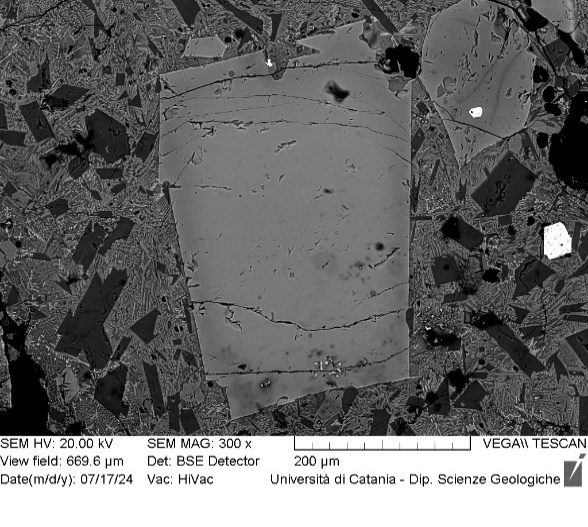 SEM HV: 20.00 kV SEM MAG: 300 x VEGA\\ TESCAN
View field: 669.6 µm Det: BSE Detector 200 µm
Date(m/d/y): 07/17/24 Vac: HiVac Università di Catania - Dip. Scienze Geologiche